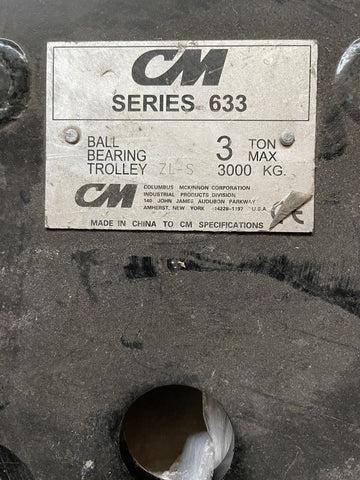 CM
SERIES 633
BALL BEARING TROLLEY ZL-S
3 TON MAX
3000 KG.
CM
COLUMBUS MCKINNON CORPORATION
INDUSTRIAL PRODUCTS DIVISION
140 JOHN JAMES AUDUBON PARKWAY
AMHERST, NEW YORK 14228-1197 U.S.A.
CE
MADE IN CHINA TO CM SPECIFICATIONS